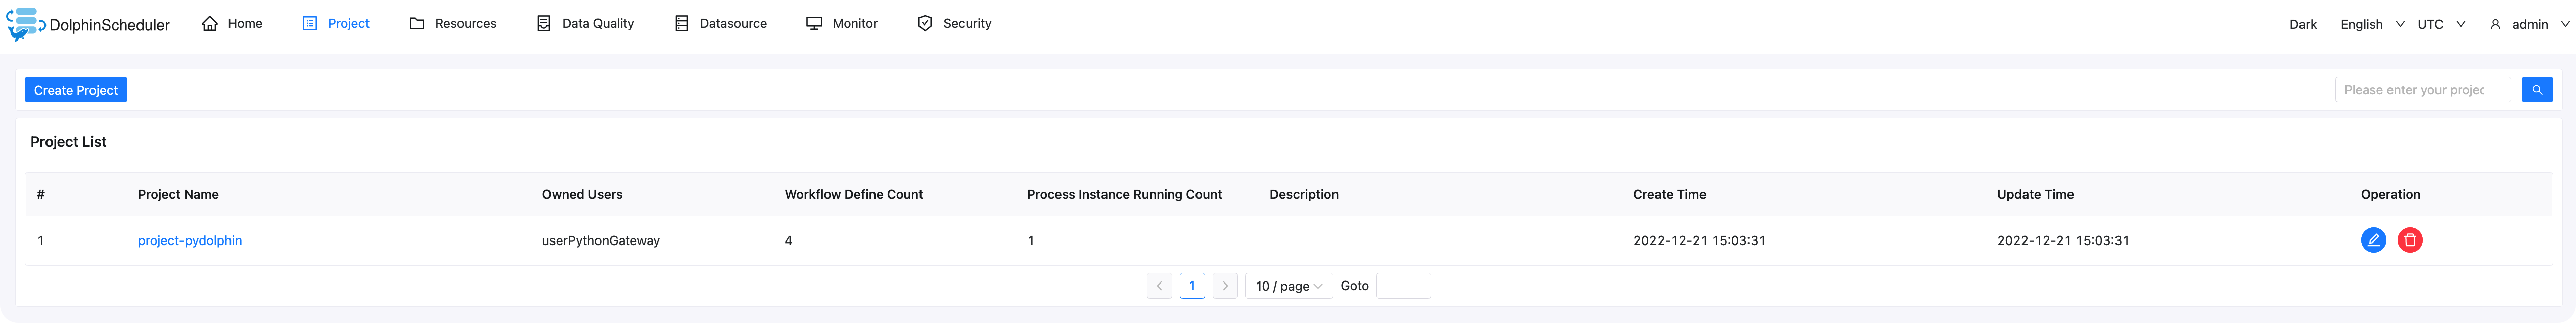 DolphinScheduler Home Project Resources Data Quality Datasource Monitor Security Dark English UTC admin
Create Project Please enter your projec
Project List
# Project Name Owned Users Workflow Define Count Process Instance Running Count Description Create Time Update Time Operation
1 project-pydolphin userPythonGateway 4 1 2022-12-21 15:03:31 2022-12-21 15:03:31
1 10 / page Goto